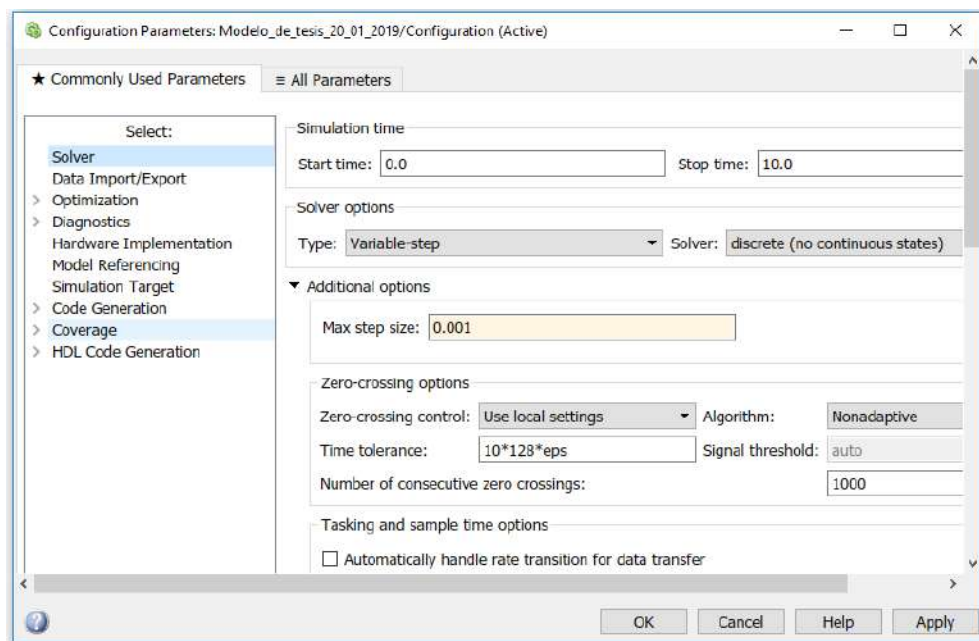 Configuration Parameters: Modelo_de_tesis_20_01_2019/Configuration (Active)
★ Commonly Used Parameters
≡ All Parameters
Select:
Solver
Data Import/Export
Optimization
Diagnostics
Hardware Implementation
Model Referencing
Simulation Target
Code Generation
Coverage
HDL Code Generation
Simulation time
Start time: 0.0 Stop time: 10.0
Solver options
Type: Variable-step Solver: discrete (no continuous states)
Additional options
Max step size: 0.001
Zero-crossing options
Zero-crossing control: Use local settings Algorithm: Nonadaptive
Time tolerance: 10*128*eps Signal threshold: auto
Number of consecutive zero crossings: 1000
Tasking and sample time options
Automatically handle rate transition for data transfer
OK Cancel Help Apply